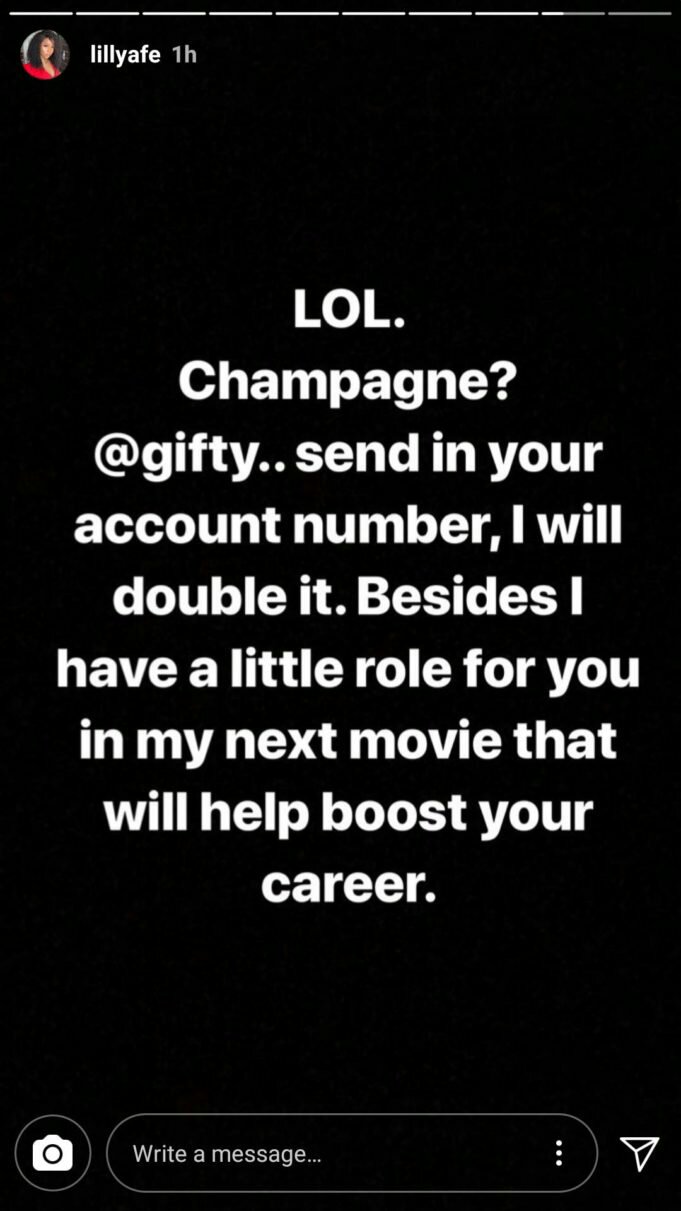 lillyafe 1h
LOL.
Champagne?
@gifty.. send in your
account number, I will
double it. Besides I
have a little role for you
in my next movie that
will help boost your
career.
Write a message...